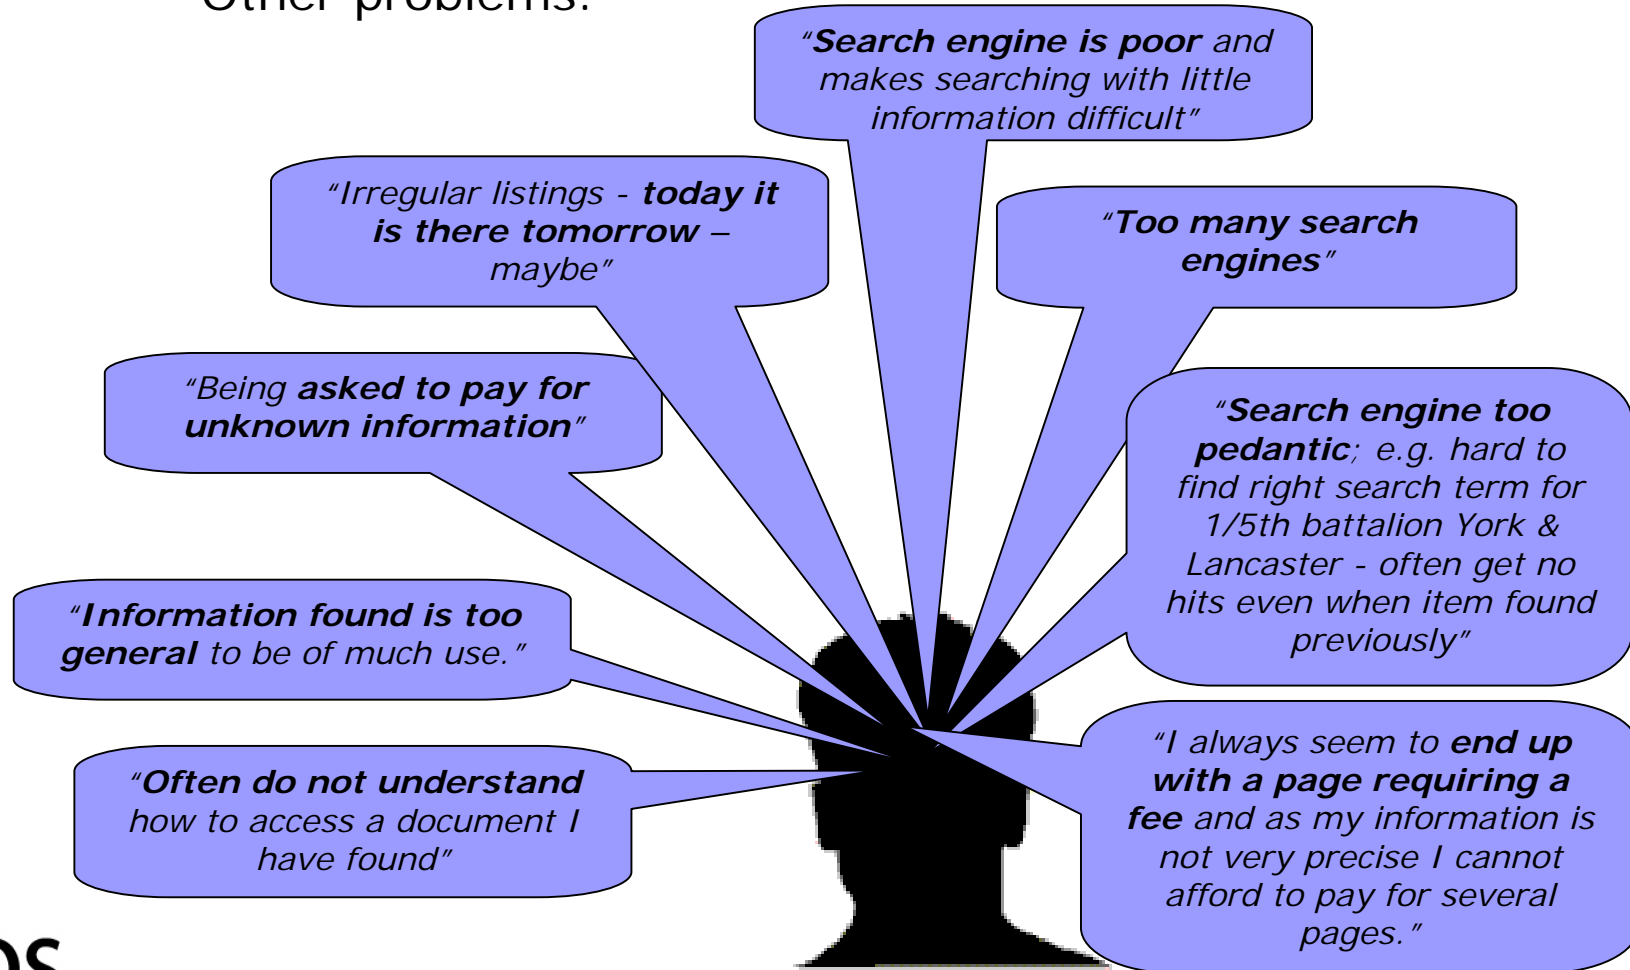 Other problems:
“Search engine is poor and
makes searching with little
information difficult”
“Irregular listings - today it
is there tomorrow –
maybe”
“Too many search
engines”
“Being asked to pay for
unknown information”
“Search engine too
pedantic; e.g. hard to
find right search term for
1/5th battalion York &
Lancaster - often get no
hits even when item found
previously”
“Information found is too
general to be of much use.”
“Often do not understand
how to access a document I
have found”
“I always seem to end up
with a page requiring a
fee and as my information is
not very precise I cannot
afford to pay for several
pages.”